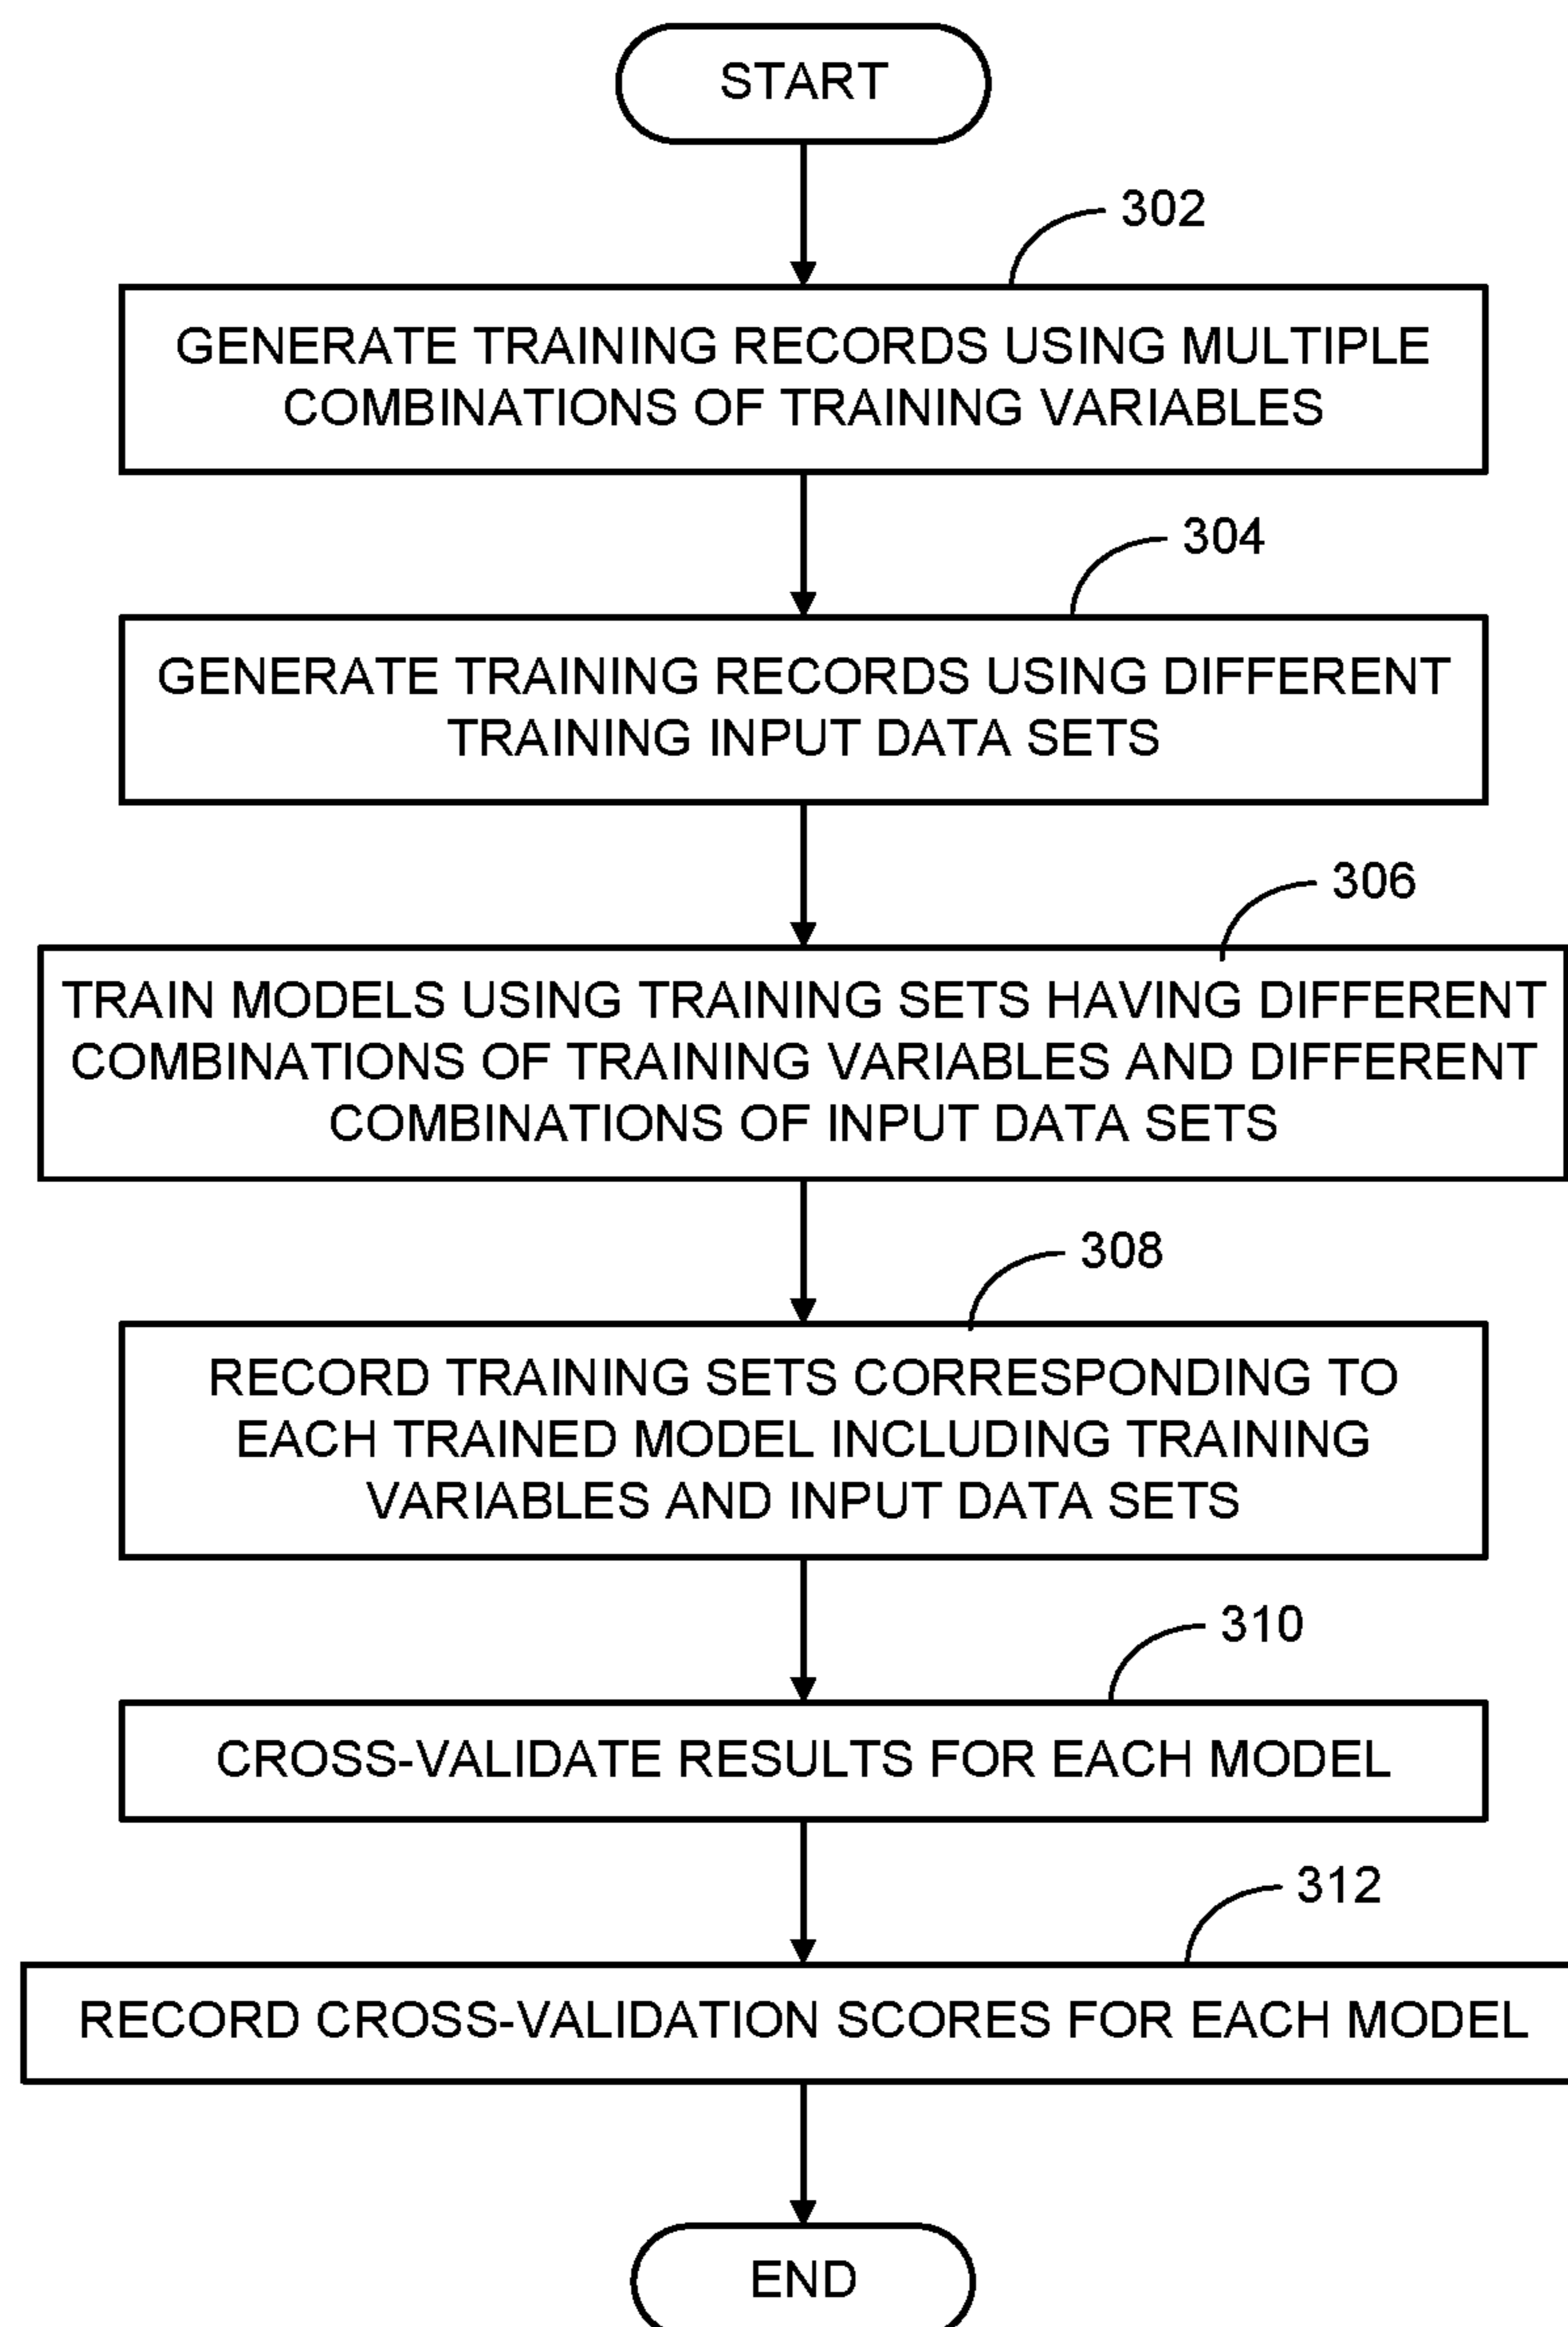 START
302
GENERATE TRAINING RECORDS USING MULTIPLE
COMBINATIONS OF TRAINING VARIABLES
304
GENERATE TRAINING RECORDS USING DIFFERENT
TRAINING INPUT DATA SETS
306
TRAIN MODELS USING TRAINING SETS HAVING DIFFERENT
COMBINATIONS OF TRAINING VARIABLES AND DIFFERENT
COMBINATIONS OF INPUT DATA SETS
308
RECORD TRAINING SETS CORRESPONDING TO
EACH TRAINED MODEL INCLUDING TRAINING
VARIABLES AND INPUT DATA SETS
310
CROSS-VALIDATE RESULTS FOR EACH MODEL
312
RECORD CROSS-VALIDATION SCORES FOR EACH MODEL
END